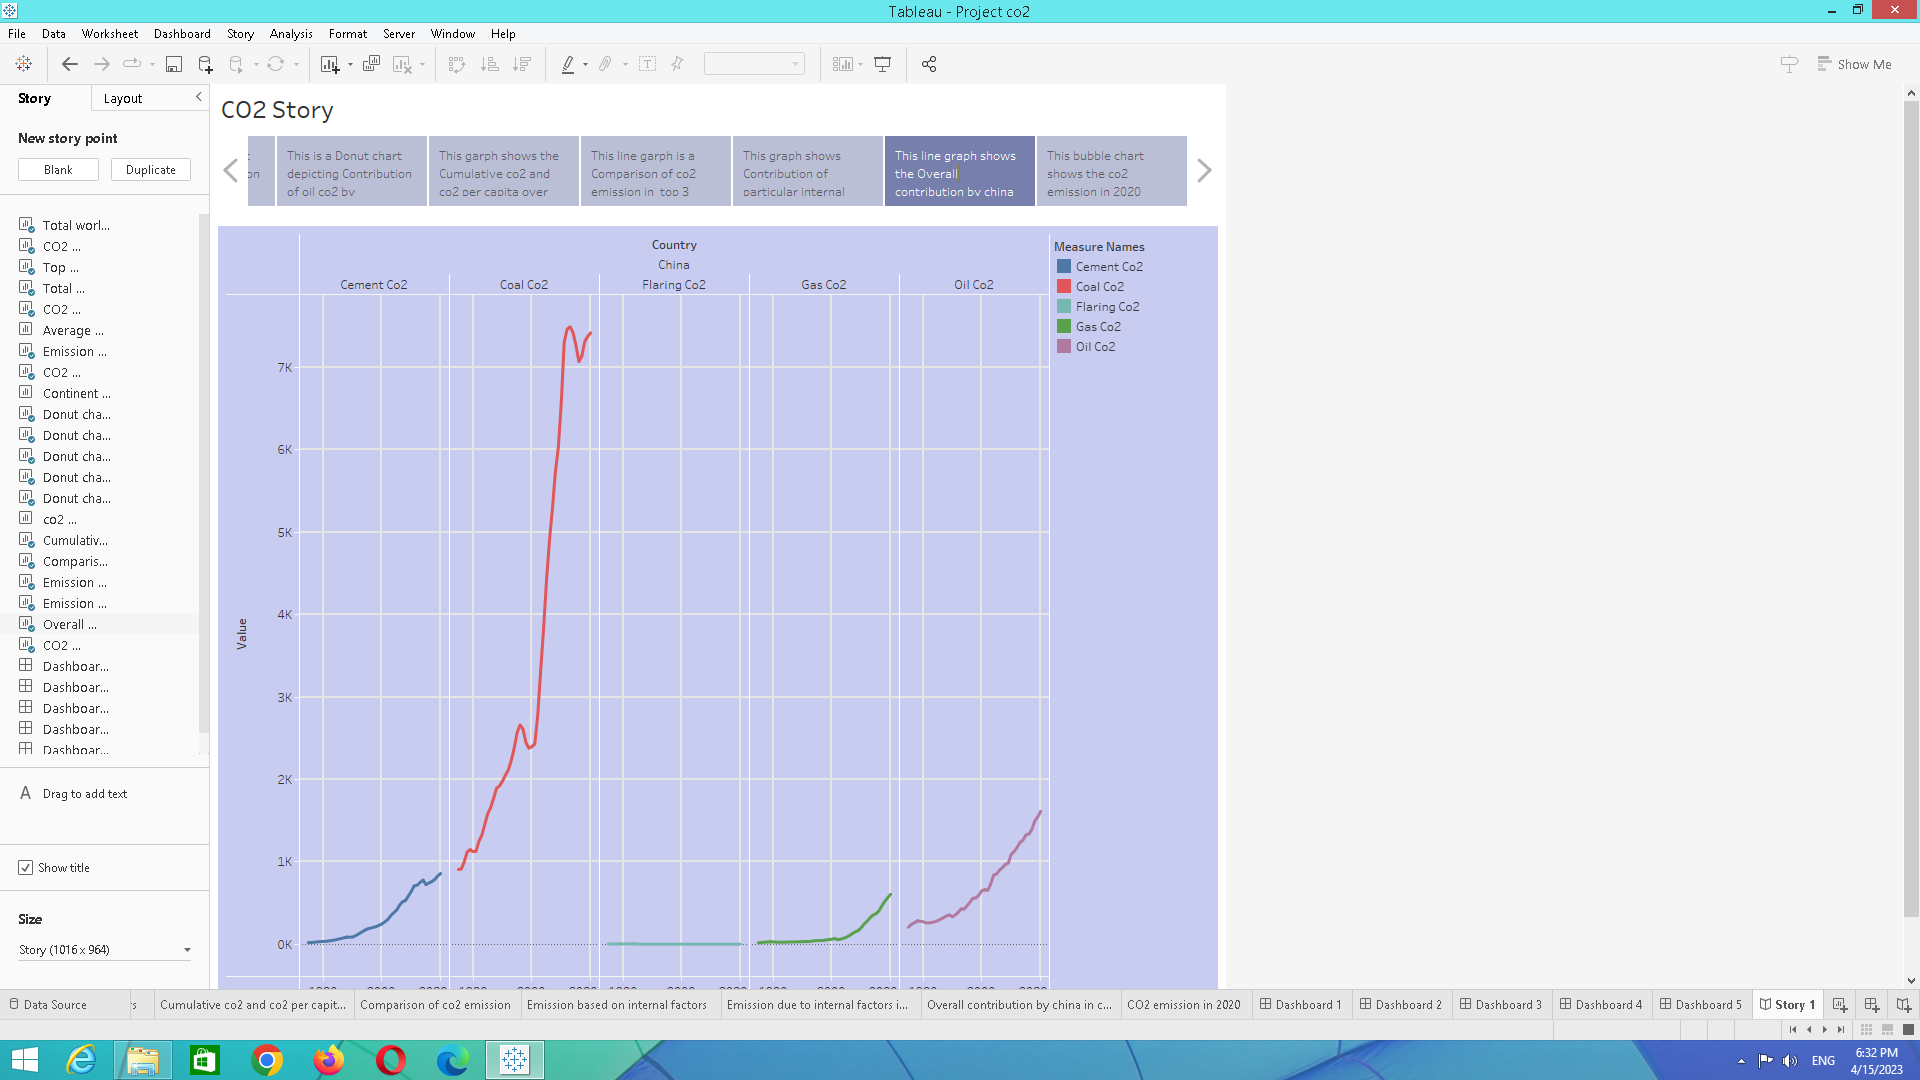 Tableau - Project co2
File Data Worksheet Dashboard Story Analysis Format Server Window Help
Show Me
Story Layout
New story point
Blank Duplicate
Total worl...
CO2 ...
Top ...
Total ...
CO2 ...
Average ...
Emission ...
CO2 ...
Continent ...
Donut cha...
Donut cha...
Donut cha...
Donut cha...
Donut cha...
co2 ...
Cumulativ...
Comparis...
Emission ...
Emission ...
Overall ...
CO2 ...
Dashboar...
Dashboar...
Dashboar...
Dashboar...
Dashboar...
A Drag to add text
Show title
Size
Story (1016 x 964)
CO2 Story
on
This is a Donut chart
depicting Contribution
of oil co2 by
This garph shows the
Cumulative co2 and
co2 per capita over
This line garph is a
Comparison of co2
emission in top 3
This graph shows
Contribution of
particular internal
This line graph shows
the Overall
contribution by china
This bubble chart
shows the co2
emission in 2020
Country
China
Cement Co2 Coal Co2 Flaring Co2 Gas Co2 Oil Co2
Value
7K
6K
5K
4K
3K
2K
1K
0K
Measure Names
Cement Co2
Coal Co2
Flaring Co2
Gas Co2
Oil Co2
Data Source rs Cumulative co2 and co2 per capit... Comparison of co2 emission Emission based on internal factors Emission due to internal factors i... Overall contribution by china in c... CO2 emission in 2020 Dashboard 1 Dashboard 2 Dashboard 3 Dashboard 4 Dashboard 5 Story 1
ENG
6:32 PM
4/15/2023